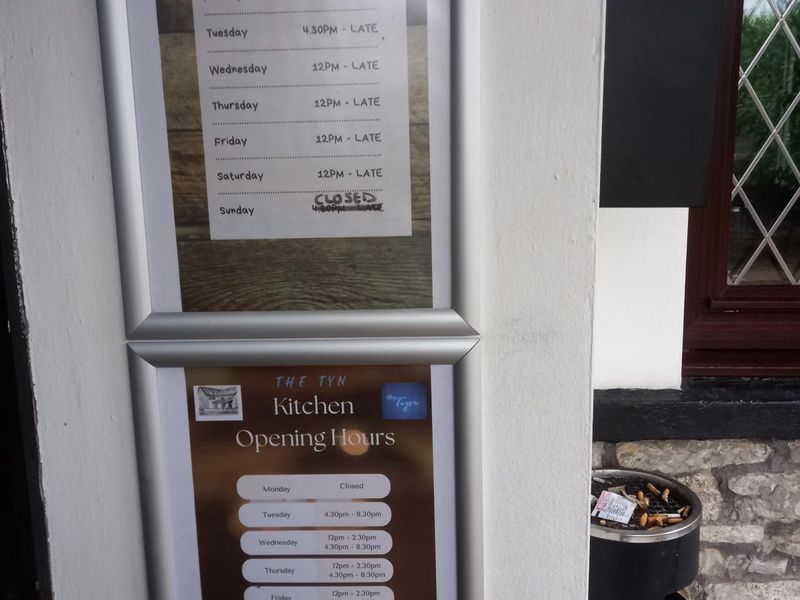 Tuesday 4.30PM - LATE
Wednesday 12PM - LATE
Thursday 12PM - LATE
Friday 12PM - LATE
Saturday 12PM - LATE
CLOSED
Sunday 4.30PM - LATE
THE TYN
Kitchen
Opening Hours
Monday Closed
Tuesday 4.30pm - 8.30pm
Wednesday 12pm - 2.30pm
4.30pm - 8.30pm
Thursday 12pm - 2.30pm
4.30pm - 8.30pm
Friday 12pm - 2.30pm